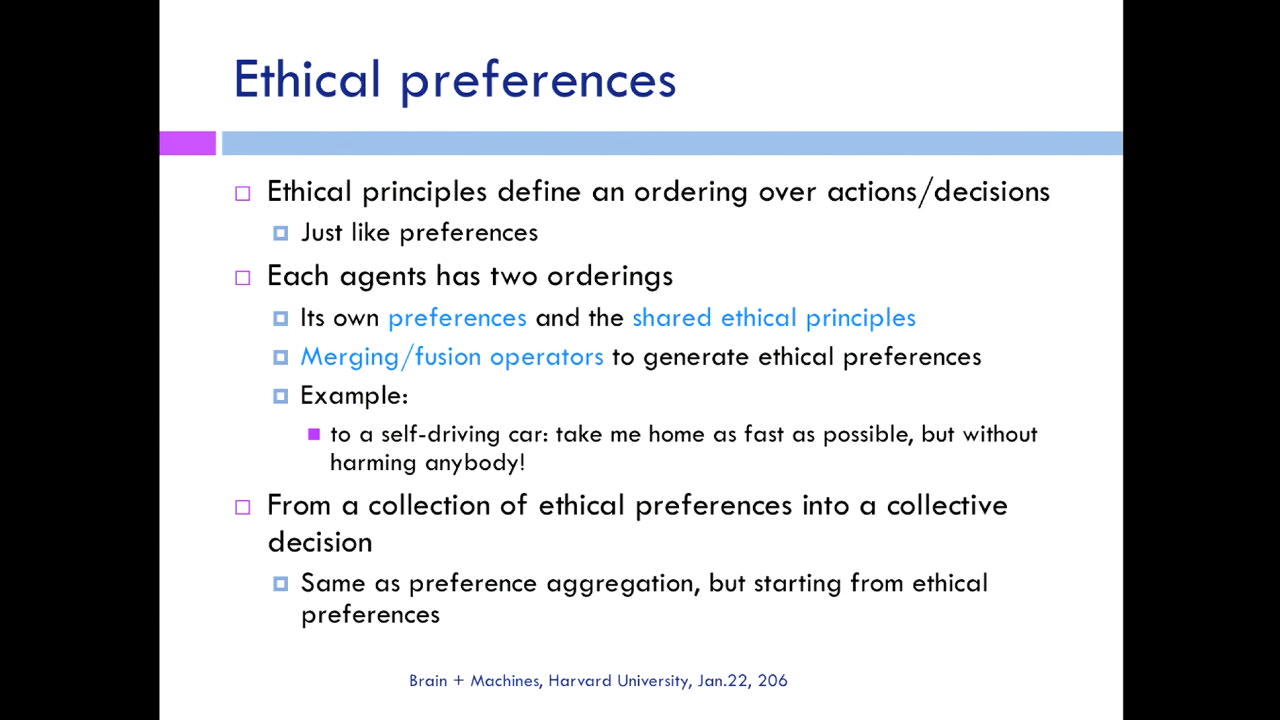 Ethical preferences
Ethical principles define an ordering over actions/decisions
Just like preferences
Each agents has two orderings
Its own preferences and the shared ethical principles
Merging/fusion operators to generate ethical preferences
Example:
to a self-driving car: take me home as fast as possible, but without
harming anybody!
From a collection of ethical preferences into a collective
decision
Same as preference aggregation, but starting from ethical
preferences
Brain + Machines, Harvard University, Jan.22, 206